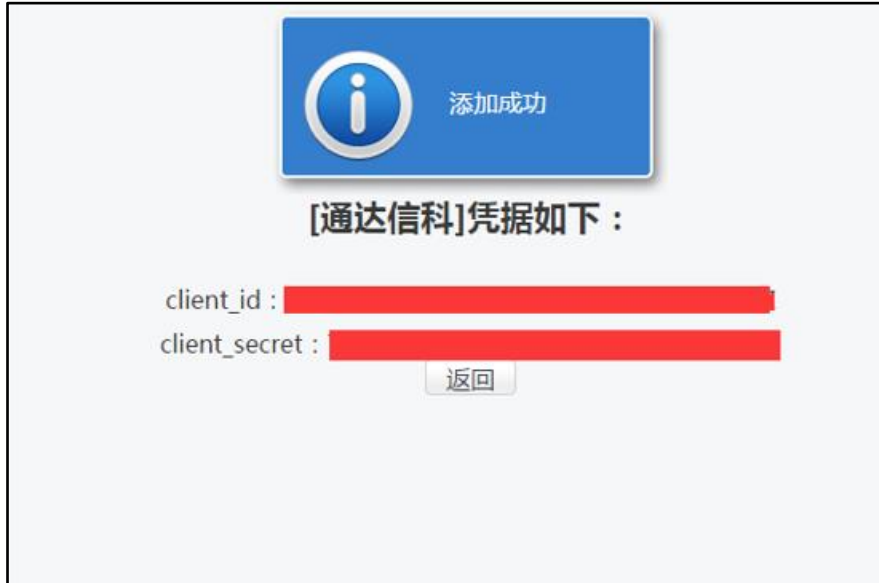 添加成功
[通达信科]凭据如下：
client_id：
client_secret：
返回